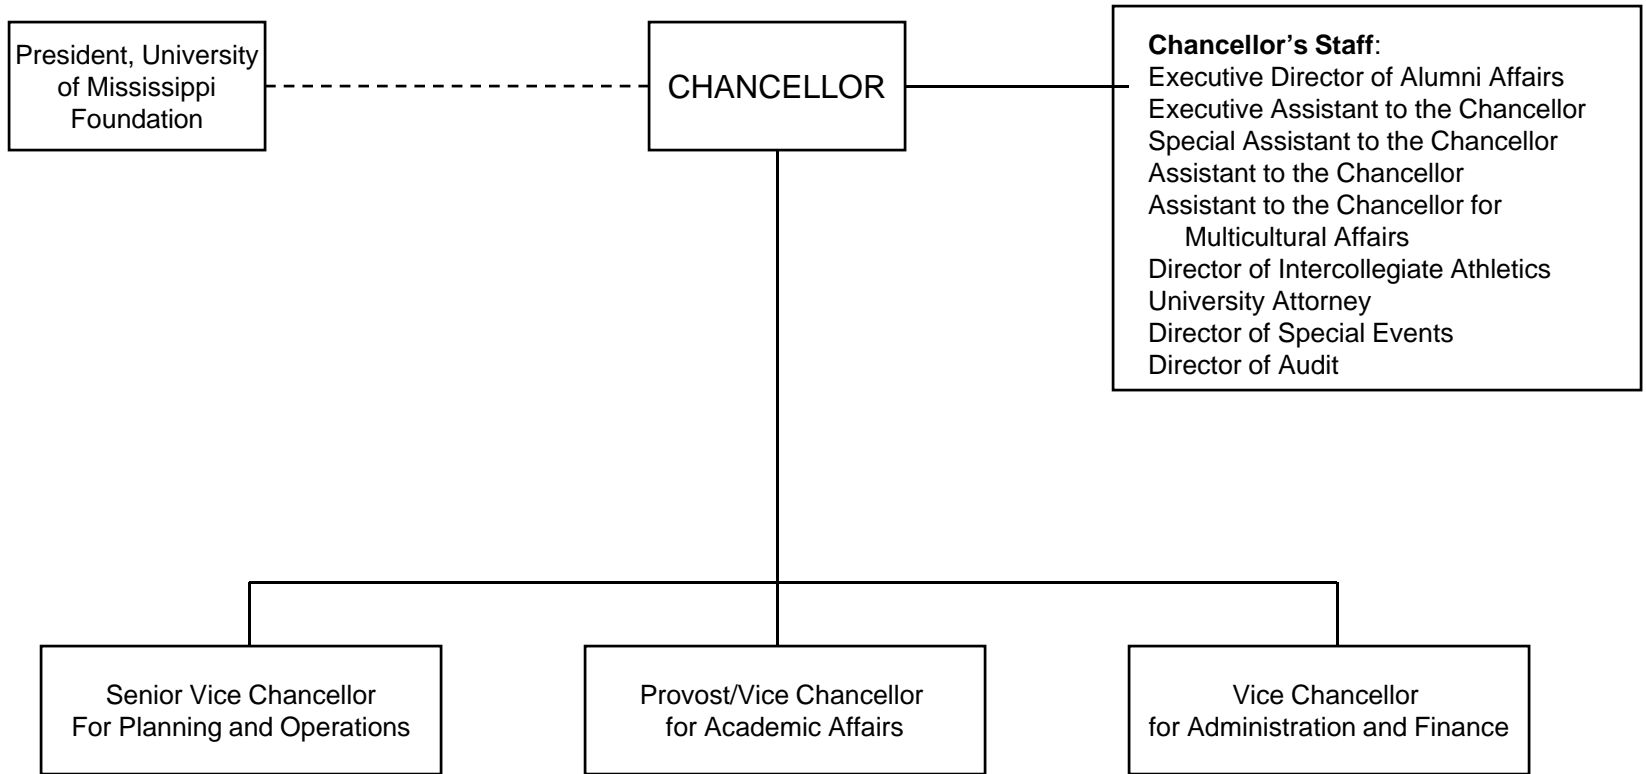 President, University
of Mississippi
Foundation
CHANCELLOR
Chancellor’s Staff:
Executive Director of Alumni Affairs
Executive Assistant to the Chancellor
Special Assistant to the Chancellor
Assistant to the Chancellor
Assistant to the Chancellor for
Multicultural Affairs
Director of Intercollegiate Athletics
University Attorney
Director of Special Events
Director of Audit
Senior Vice Chancellor
For Planning and Operations
Provost/Vice Chancellor
for Academic Affairs
Vice Chancellor
for Administration and Finance